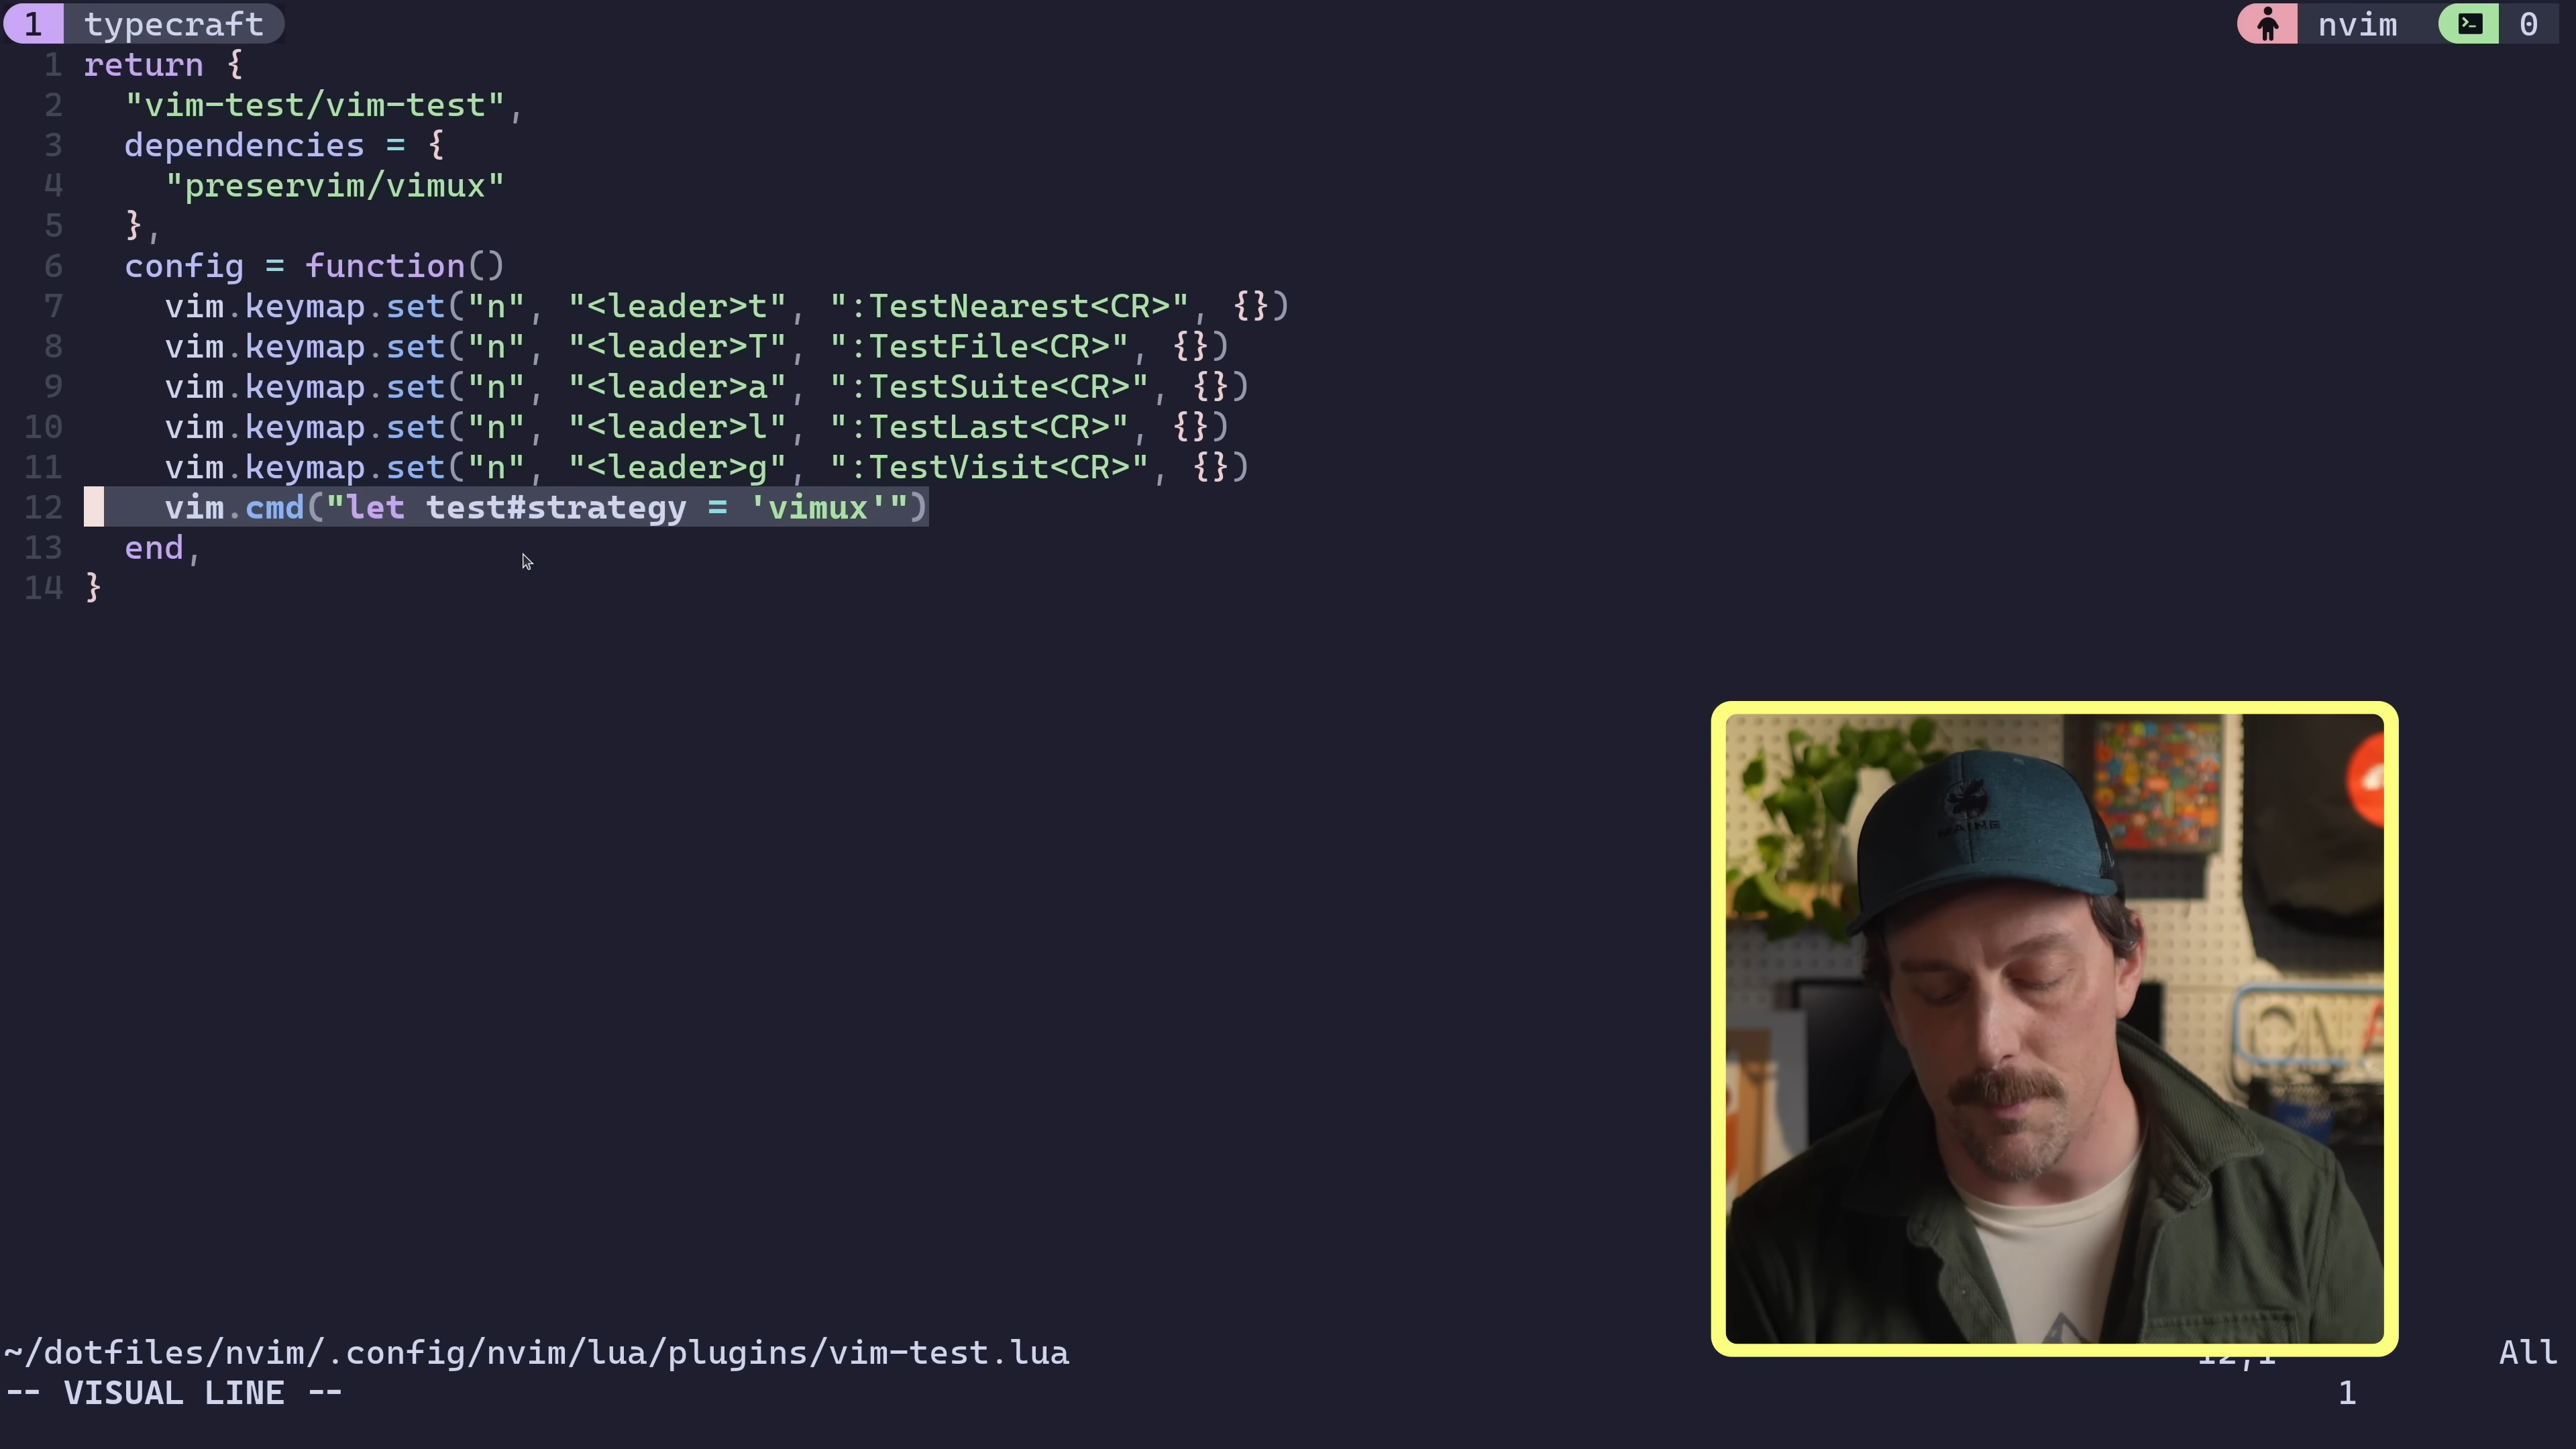 1 typecraft nvim 0
1 return {
2 "vim-test/vim-test",
3 dependencies = {
4 "preservim/vimux"
5 },
6 config = function()
7 vim.keymap.set("n", "<leader>t", ":TestNearest<CR>", {})
8 vim.keymap.set("n", "<leader>T", ":TestFile<CR>", {})
9 vim.keymap.set("n", "<leader>a", ":TestSuite<CR>", {})
10 vim.keymap.set("n", "<leader>l", ":TestLast<CR>", {})
11 vim.keymap.set("n", "<leader>g", ":TestVisit<CR>", {})
12 vim.cmd("let test#strategy = 'vimux'")
13 end,
14 }
MAINE
ON
~/dotfiles/nvim/.config/nvim/lua/plugins/vim-test.lua 12,1 All
-- VISUAL LINE -- 1